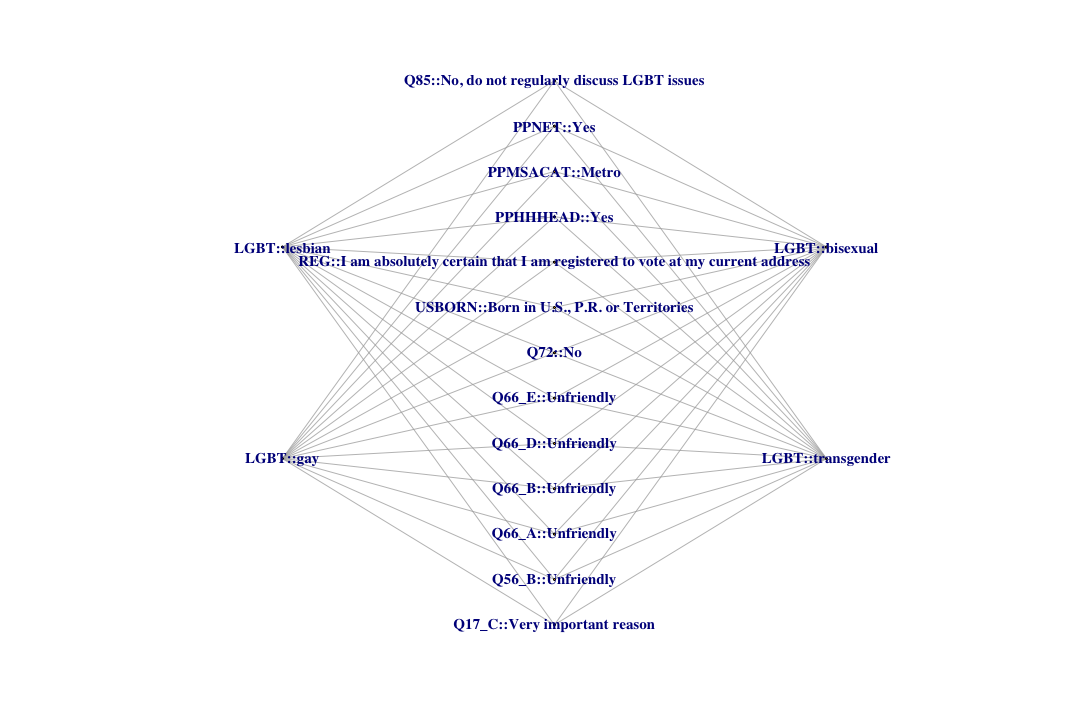 Q85::No, do not regularly discuss LGBT issues
PPNET::Yes
PPMSACAT::Metro
PPHHHEAD::Yes
LGBT::lesbian
LGBT::bisexual
REG::I am absolutely certain that I am registered to vote at my current address
USBORN::Born in U.S., P.R. or Territories
Q72::No
Q66_E::Unfriendly
Q66_D::Unfriendly
LGBT::gay
LGBT::transgender
Q66_B::Unfriendly
Q66_A::Unfriendly
Q56_B::Unfriendly
Q17_C::Very important reason